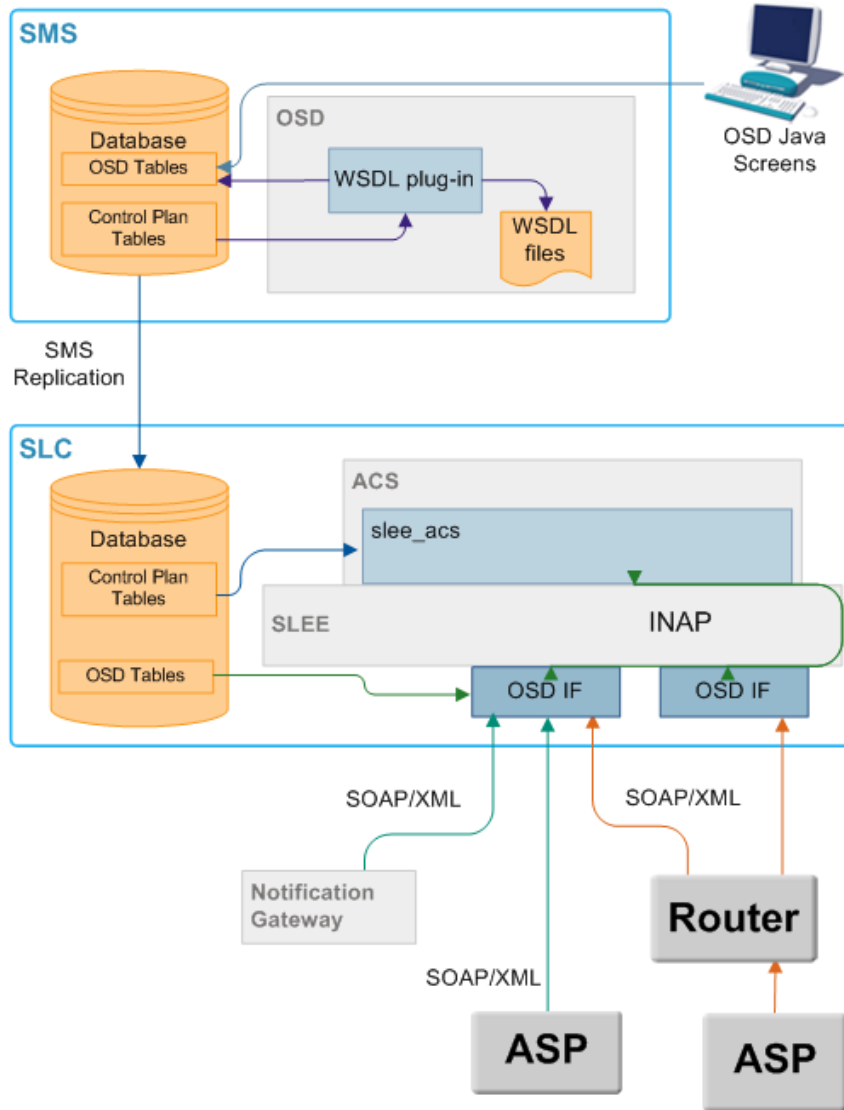 SMS
Database
OSD Tables
Control Plan
Tables
OSD
WSDL plug-in
WSDL
files
OSD Java
Screens
SMS
Replication
SLC
Database
Control Plan
Tables
OSD Tables
ACS
slee_acs
SLEE
INAP
OSD IF
OSD IF
SOAP/XML
SOAP/XML
Notification
Gateway
Router
SOAP/XML
ASP
ASP